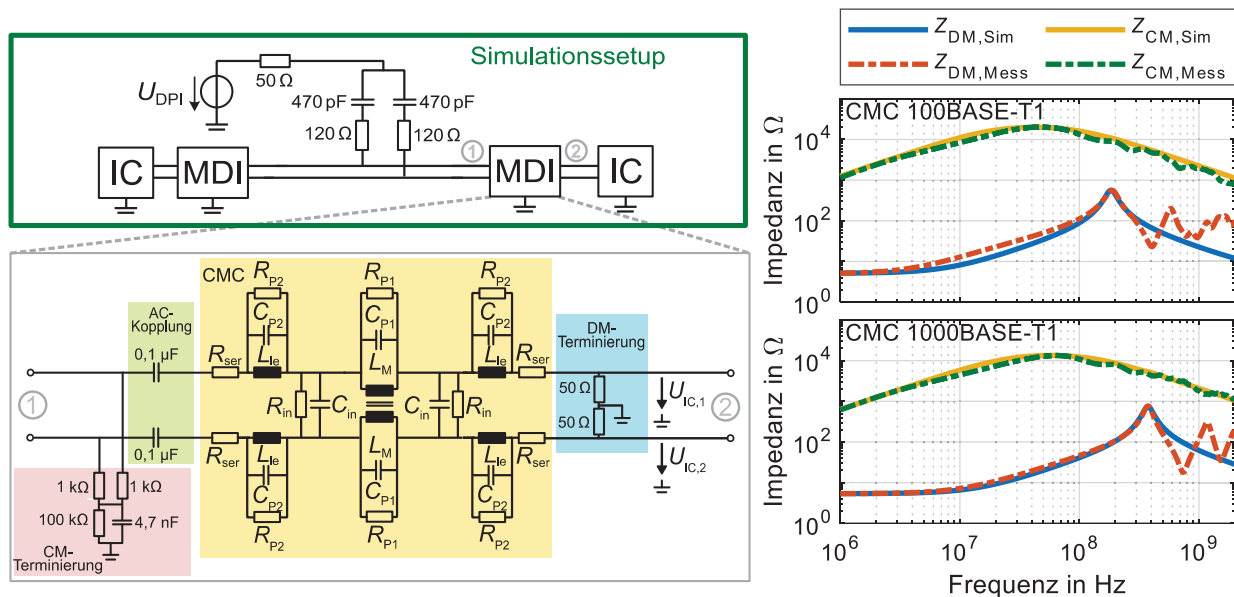 Simulationssetup
50 Ω
U_DPI
470 pF
470 pF
120 Ω
120 Ω
①
②
IC
MDI
MDI
IC
CMC
R_P2
R_P1
R_P2
AC-
Kopplung
C_P2
C_P1
C_P2
DM-
Terminierung
0,1 µF
R_ser
L_le
L_M
L_le
R_ser
50 Ω
①
R_in
C_in
C_in
R_in
50 Ω
U_IC,1
②
0,1 µF
R_ser
L_le
L_M
L_le
R_ser
U_IC,2
1 kΩ
1 kΩ
C_P2
C_P1
C_P2
100 kΩ
4,7 nF
R_P2
R_P1
R_P2
CM-
Terminierung
Z_DM,Sim
Z_CM,Sim
Z_DM,Mess
Z_CM,Mess
CMC 100BASE-T1
10^4
10^2
10^0
Impedanz in Ω
CMC 1000BASE-T1
10^4
10^2
10^0
Impedanz in Ω
10^6
10^7
10^8
10^9
Frequenz in Hz